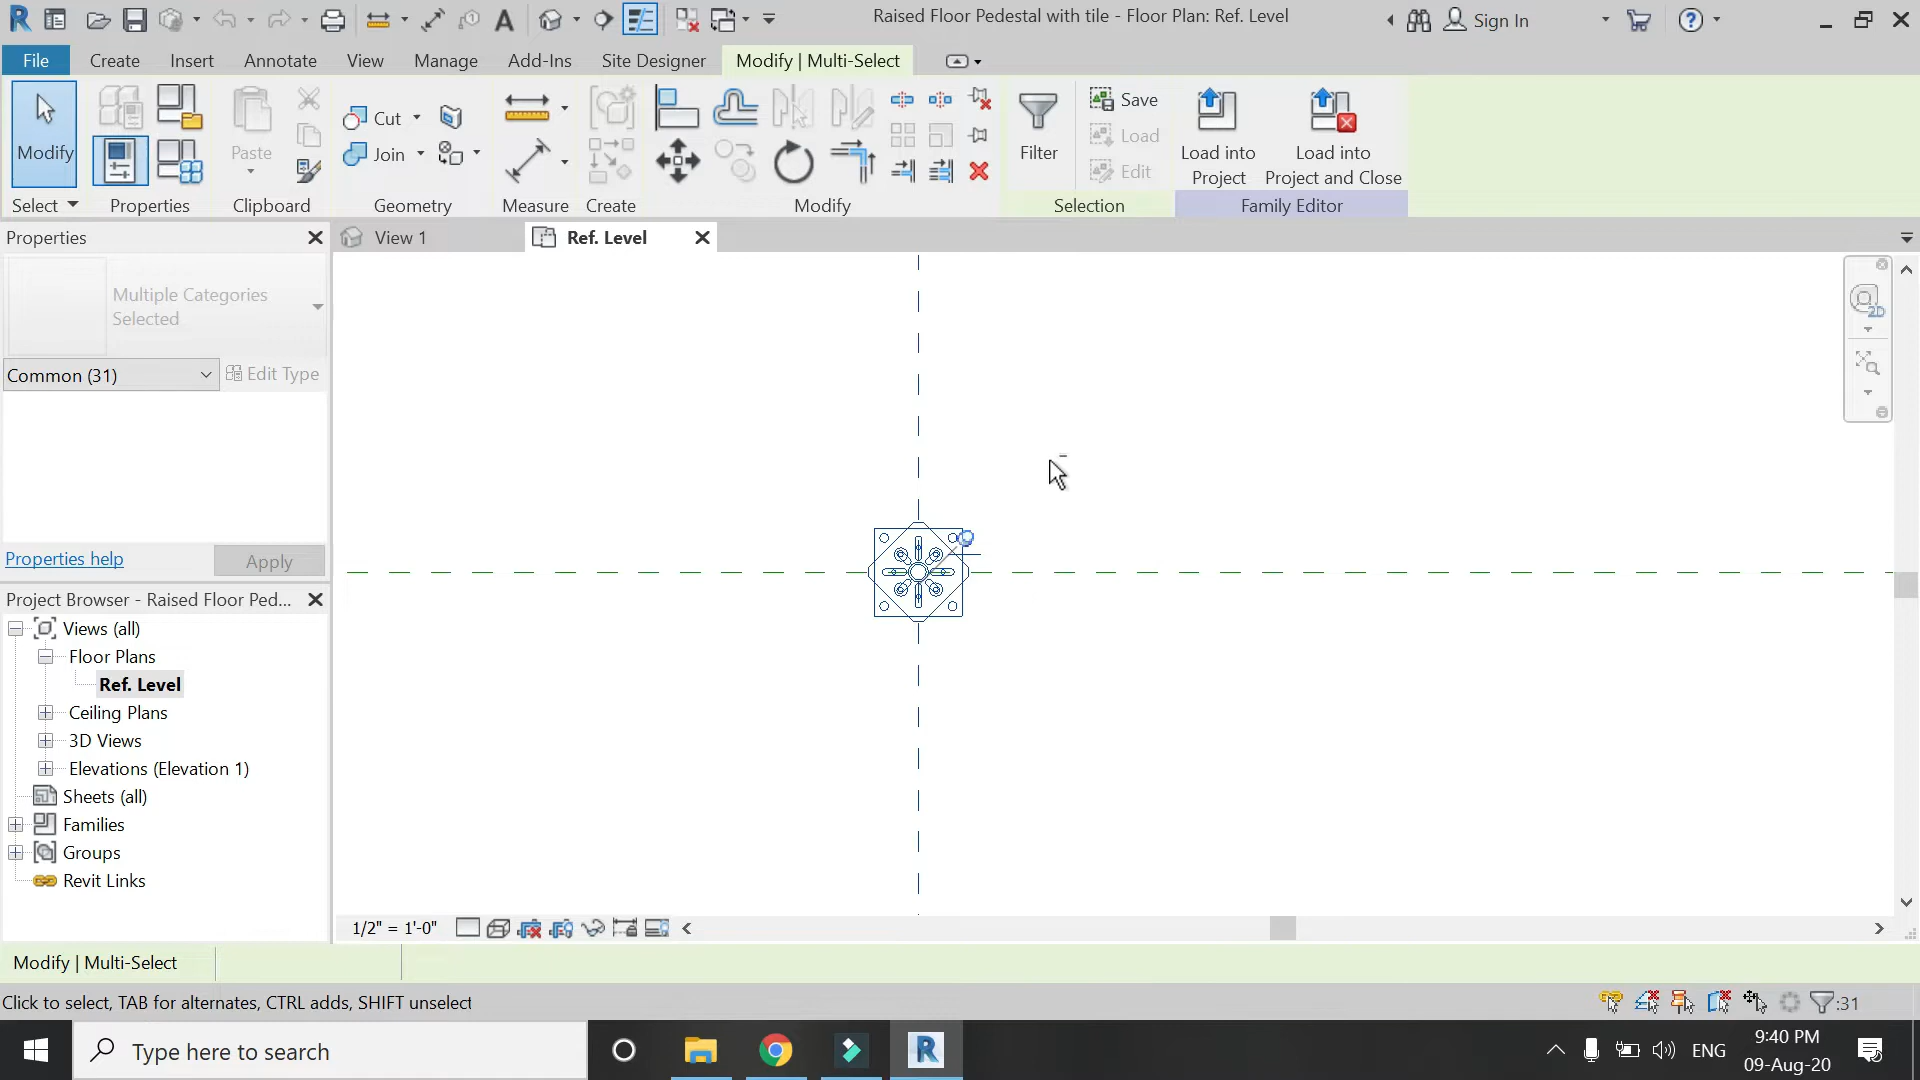 Raised Floor Pedestal with tile - Floor Plan: Ref. Level
Sign In
File Create Insert Annotate View Manage Add-Ins Site Designer Modify | Multi-Select
Modify
Paste
Cut
Join
Filter
Save
Load
Edit
Load into
Project
Load into
Project and Close
Select Properties Clipboard Geometry Measure Create Modify Selection Family Editor
Properties
View 1
Ref. Level
Multiple Categories
Selected
Common (31)
Edit Type
Properties help
Apply
Project Browser - Raised Floor Ped...
Views (all)
Floor Plans
Ref. Level
Ceiling Plans
3D Views
Elevations (Elevation 1)
Sheets (all)
Families
Groups
Revit Links
2D
1/2" = 1'-0"
Modify | Multi-Select
Click to select, TAB for alternates, CTRL adds, SHIFT unselect
:31
Type here to search
ENG
9:40 PM
09-Aug-20